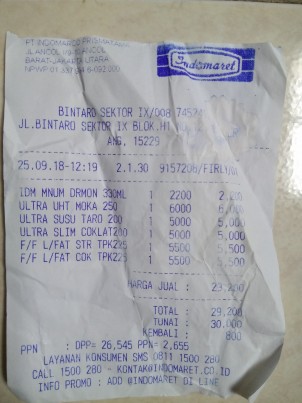 PT INDOMARCO PRISMATAMA
JL.ANCOL VIII/ANCOL
BARAT-JAKARTA UTARA
NPWP 01.337.994.6-092.000
Indomaret
BINTARO SEKTOR IX/008 7457
JL.BINTARO SEKTOR IX BLOK.H1
ANG, 15229
25.09.18-12:19 2.1.30 9157206/FIRLY/01
IDM MNUM DRMON 330ML 1 2200 2,200
ULTRA UHT MOKA 250 1 6000 6,000
ULTRA SUSU TARO 200 1 5000 5,000
ULTRA SLIM COKLAT200 1 5000 5,000
F/F L/FAT STR TPK225 1 5500 5,500
F/F L/FAT COK TPK225 1 5500 5,500
HARGA JUAL : 29,200
TOTAL : 29,200
TUNAI : 30,000
KEMBALI : 800
PPN : DPP= 26,545 PPN= 2,655
LAYANAN KONSUMEN SMS 0811 1500 280
CALL 1500 280 - KONTAK@INDOMARET.CO.ID
INFO PROMO : ADD @INDOMARET DI LINE